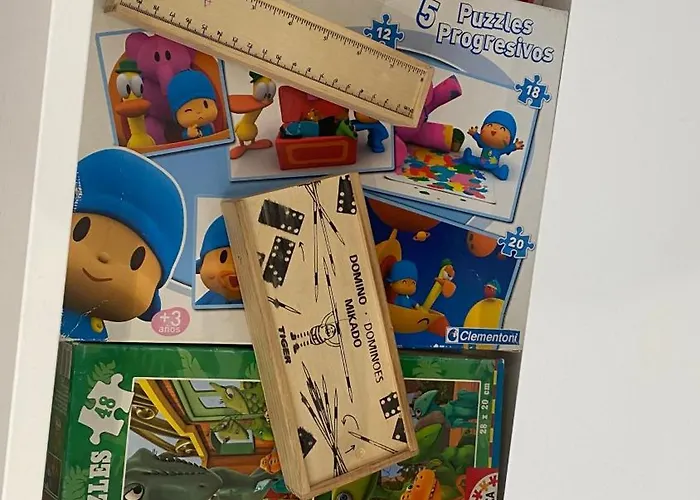 5 Puzzles
Progresivos
12
18
20
+3
años
Clementoni
DOMINO · DOMINOES
MIKADO
TIGER
48
28 x 20 cm